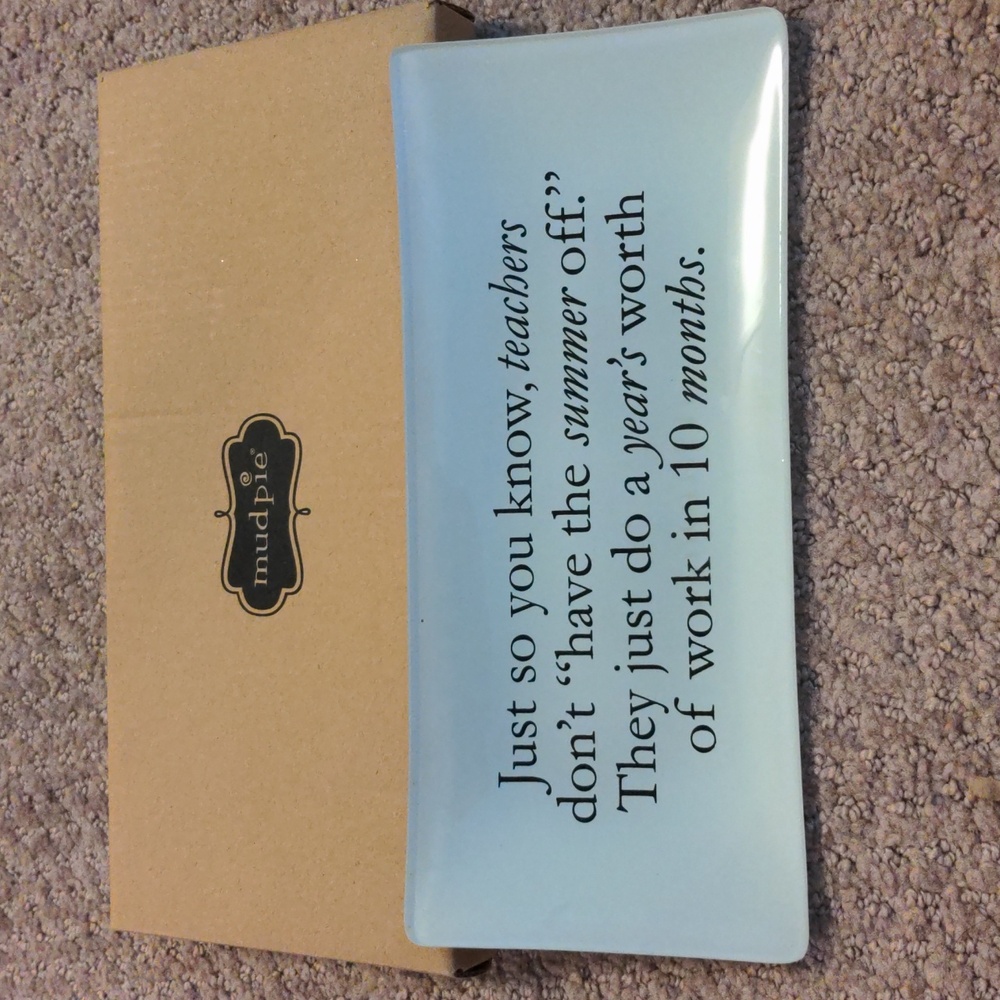 mudpie®
Just so you know, teachers
don't “have the summer off.”
They just do a year's worth
of work in 10 months.